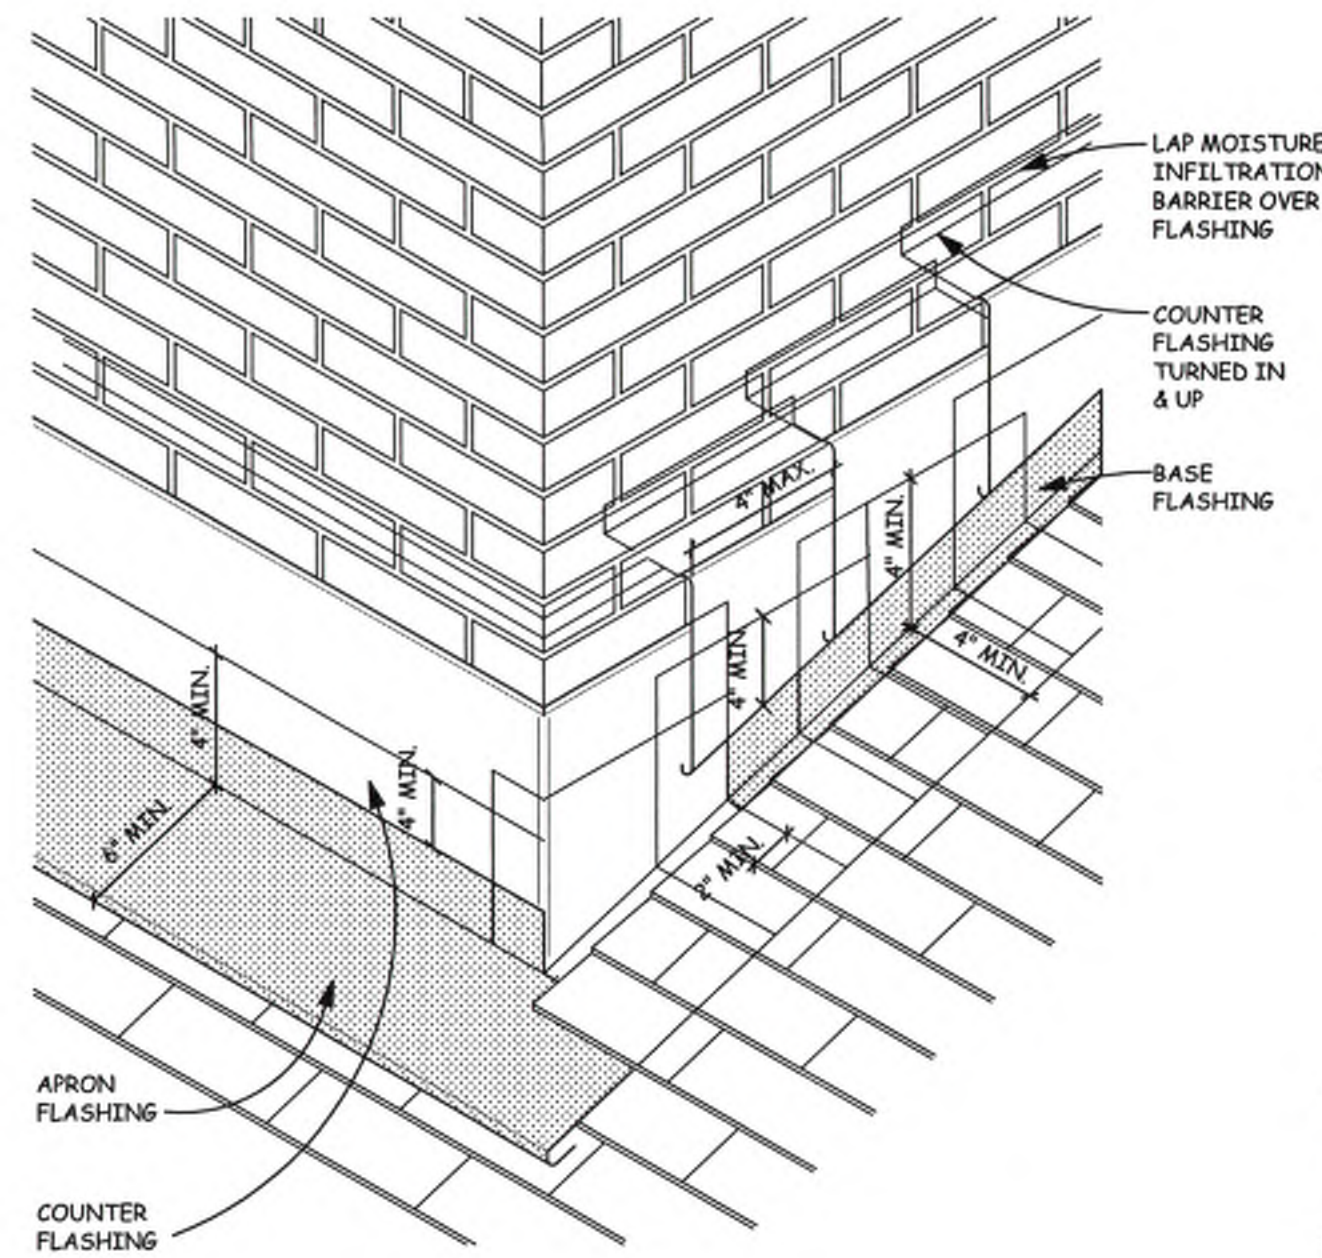 LAP MOISTURE
INFILTRATION
BARRIER OVER
FLASHING
COUNTER
FLASHING
TURNED IN
& UP
BASE
FLASHING
4" MAX.
4" MIN.
4" MIN.
4" MIN.
4" MIN.
4" MIN.
6" MIN.
2" MIN.
APRON
FLASHING
COUNTER
FLASHING